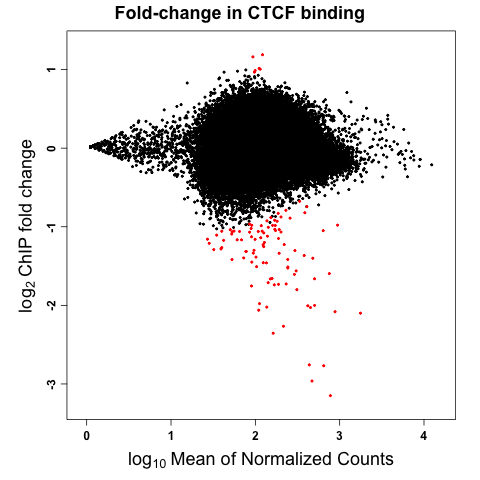 Fold-change in CTCF binding
log2 ChIP fold change
1
0
-1
-2
-3
0 1 2 3 4
log10 Mean of Normalized Counts